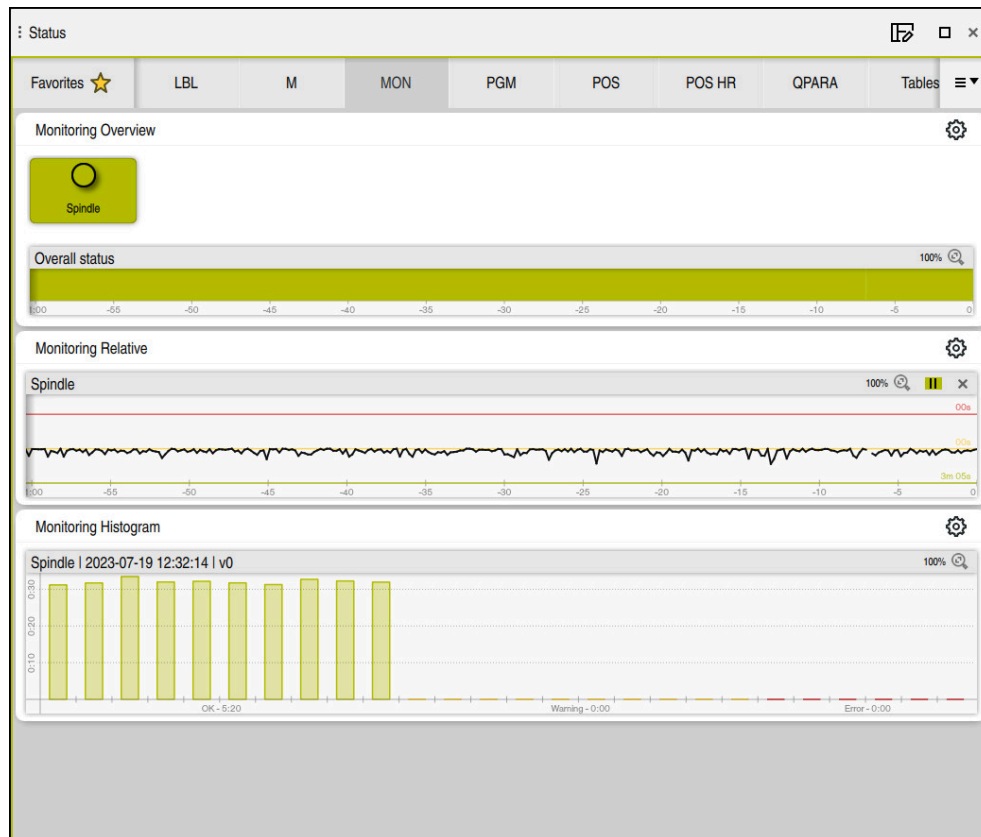 Status
Favorites LBL M MON PGM POS POS HR QPARA Tables
Monitoring Overview
Spindle
Overall status 100%
-55 -50 -45 -40 -35 -30 -25 -20 -15 -10 -5 0
Monitoring Relative
Spindle 100%
00s
00s
3m 05s
-55 -50 -45 -40 -35 -30 -25 -20 -15 -10 -5 0
Monitoring Histogram
Spindle | 2023-07-19 12:32:14 | v0 100%
0:30
0:20
0:10
OK - 5:20 Warning - 0:00 Error - 0:00